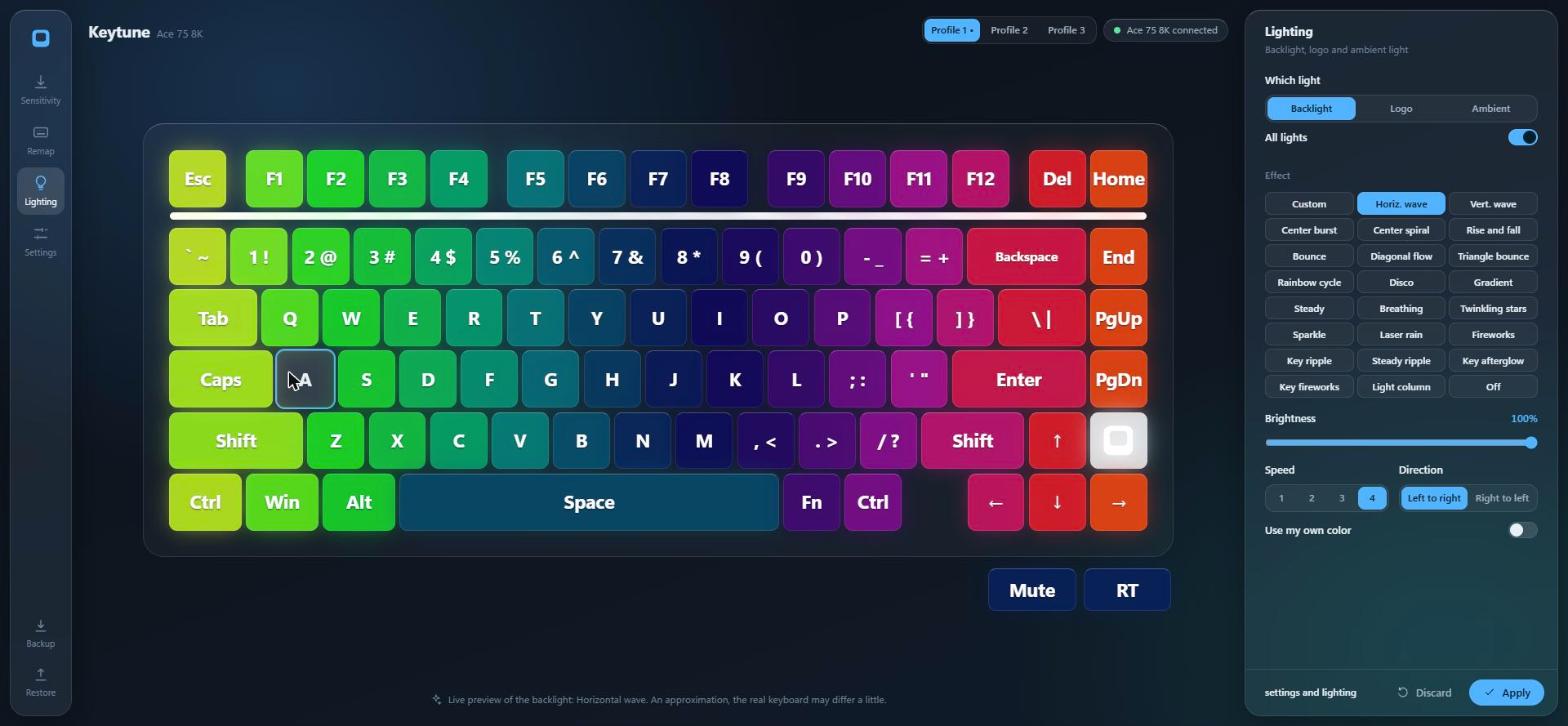 Keytune Ace 75 8K
Profile 1 • Profile 2 Profile 3
Ace 75 8K connected
Sensitivity
Remap
Lighting
Settings
Backup
Restore
Esc F1 F2 F3 F4 F5 F6 F7 F8 F9 F10 F11 F12 Del Home
` ~ 1 ! 2 @ 3 # 4 $ 5 % 6 ^ 7 & 8 * 9 ( 0 ) - _ = + Backspace End
Tab Q W E R T Y U I O P [ { ] } \ | PgUp
Caps A S D F G H J K L ; : ' " Enter PgDn
Shift Z X C V B N M , < . > / ? Shift ↑
Ctrl Win Alt Space Fn Ctrl ← ↓ →
Mute RT
Live preview of the backlight: Horizontal wave. An approximation, the real keyboard may differ a little.
Lighting
Backlight, logo and ambient light
Which light
Backlight Logo Ambient
All lights
Effect
Custom Horiz. wave Vert. wave
Center burst Center spiral Rise and fall
Bounce Diagonal flow Triangle bounce
Rainbow cycle Disco Gradient
Steady Breathing Twinkling stars
Sparkle Laser rain Fireworks
Key ripple Steady ripple Key afterglow
Key fireworks Light column Off
Brightness 100%
Speed Direction
1 2 3 4 Left to right Right to left
Use my own color
settings and lighting Discard Apply